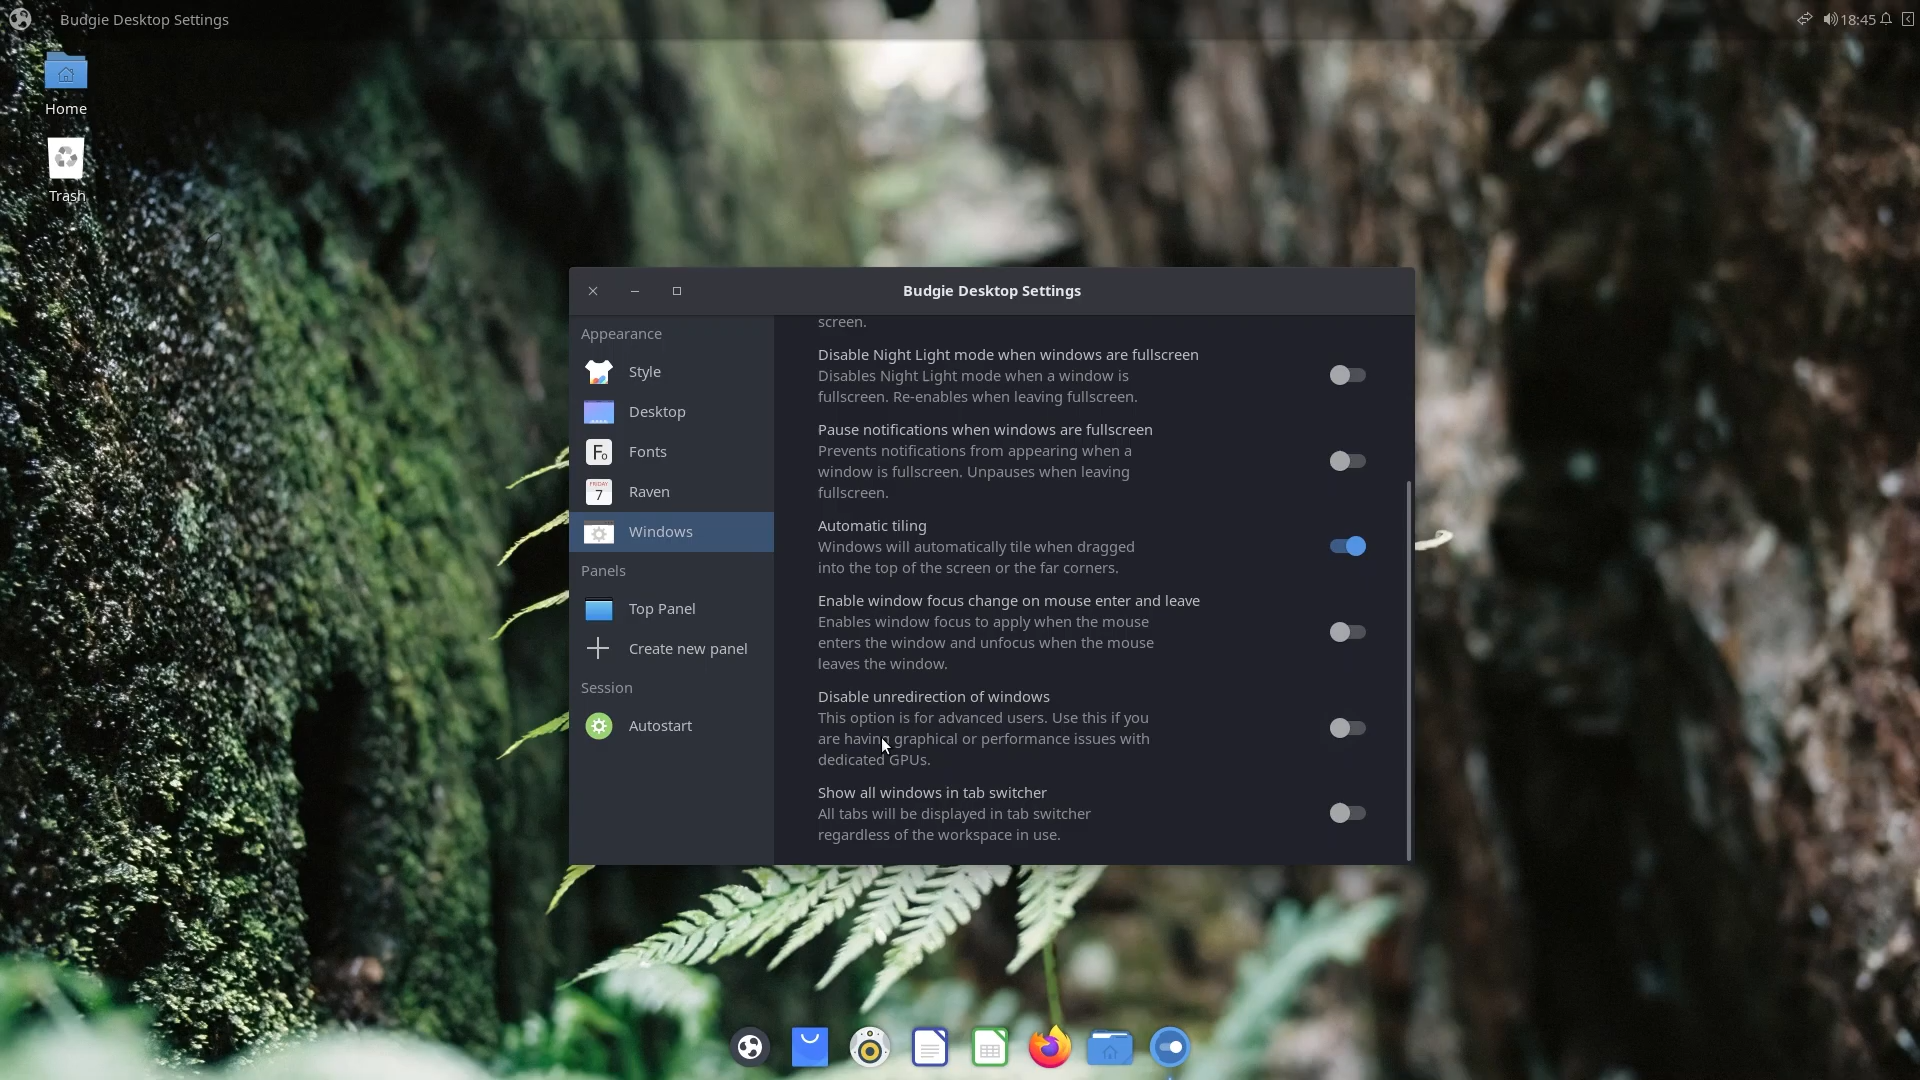 Budgie Desktop Settings
18:45
Home
Trash
Budgie Desktop Settings
Appearance
Style
Desktop
Fonts
FRIDAY
7
Raven
Windows
Panels
Top Panel
Create new panel
Session
Autostart
screen.
Disable Night Light mode when windows are fullscreen
Disables Night Light mode when a window is
fullscreen. Re-enables when leaving fullscreen.
Pause notifications when windows are fullscreen
Prevents notifications from appearing when a
window is fullscreen. Unpauses when leaving
fullscreen.
Automatic tiling
Windows will automatically tile when dragged
into the top of the screen or the far corners.
Enable window focus change on mouse enter and leave
Enables window focus to apply when the mouse
enters the window and unfocus when the mouse
leaves the window.
Disable unredirection of windows
This option is for advanced users. Use this if you
are having graphical or performance issues with
dedicated GPUs.
Show all windows in tab switcher
All tabs will be displayed in tab switcher
regardless of the workspace in use.